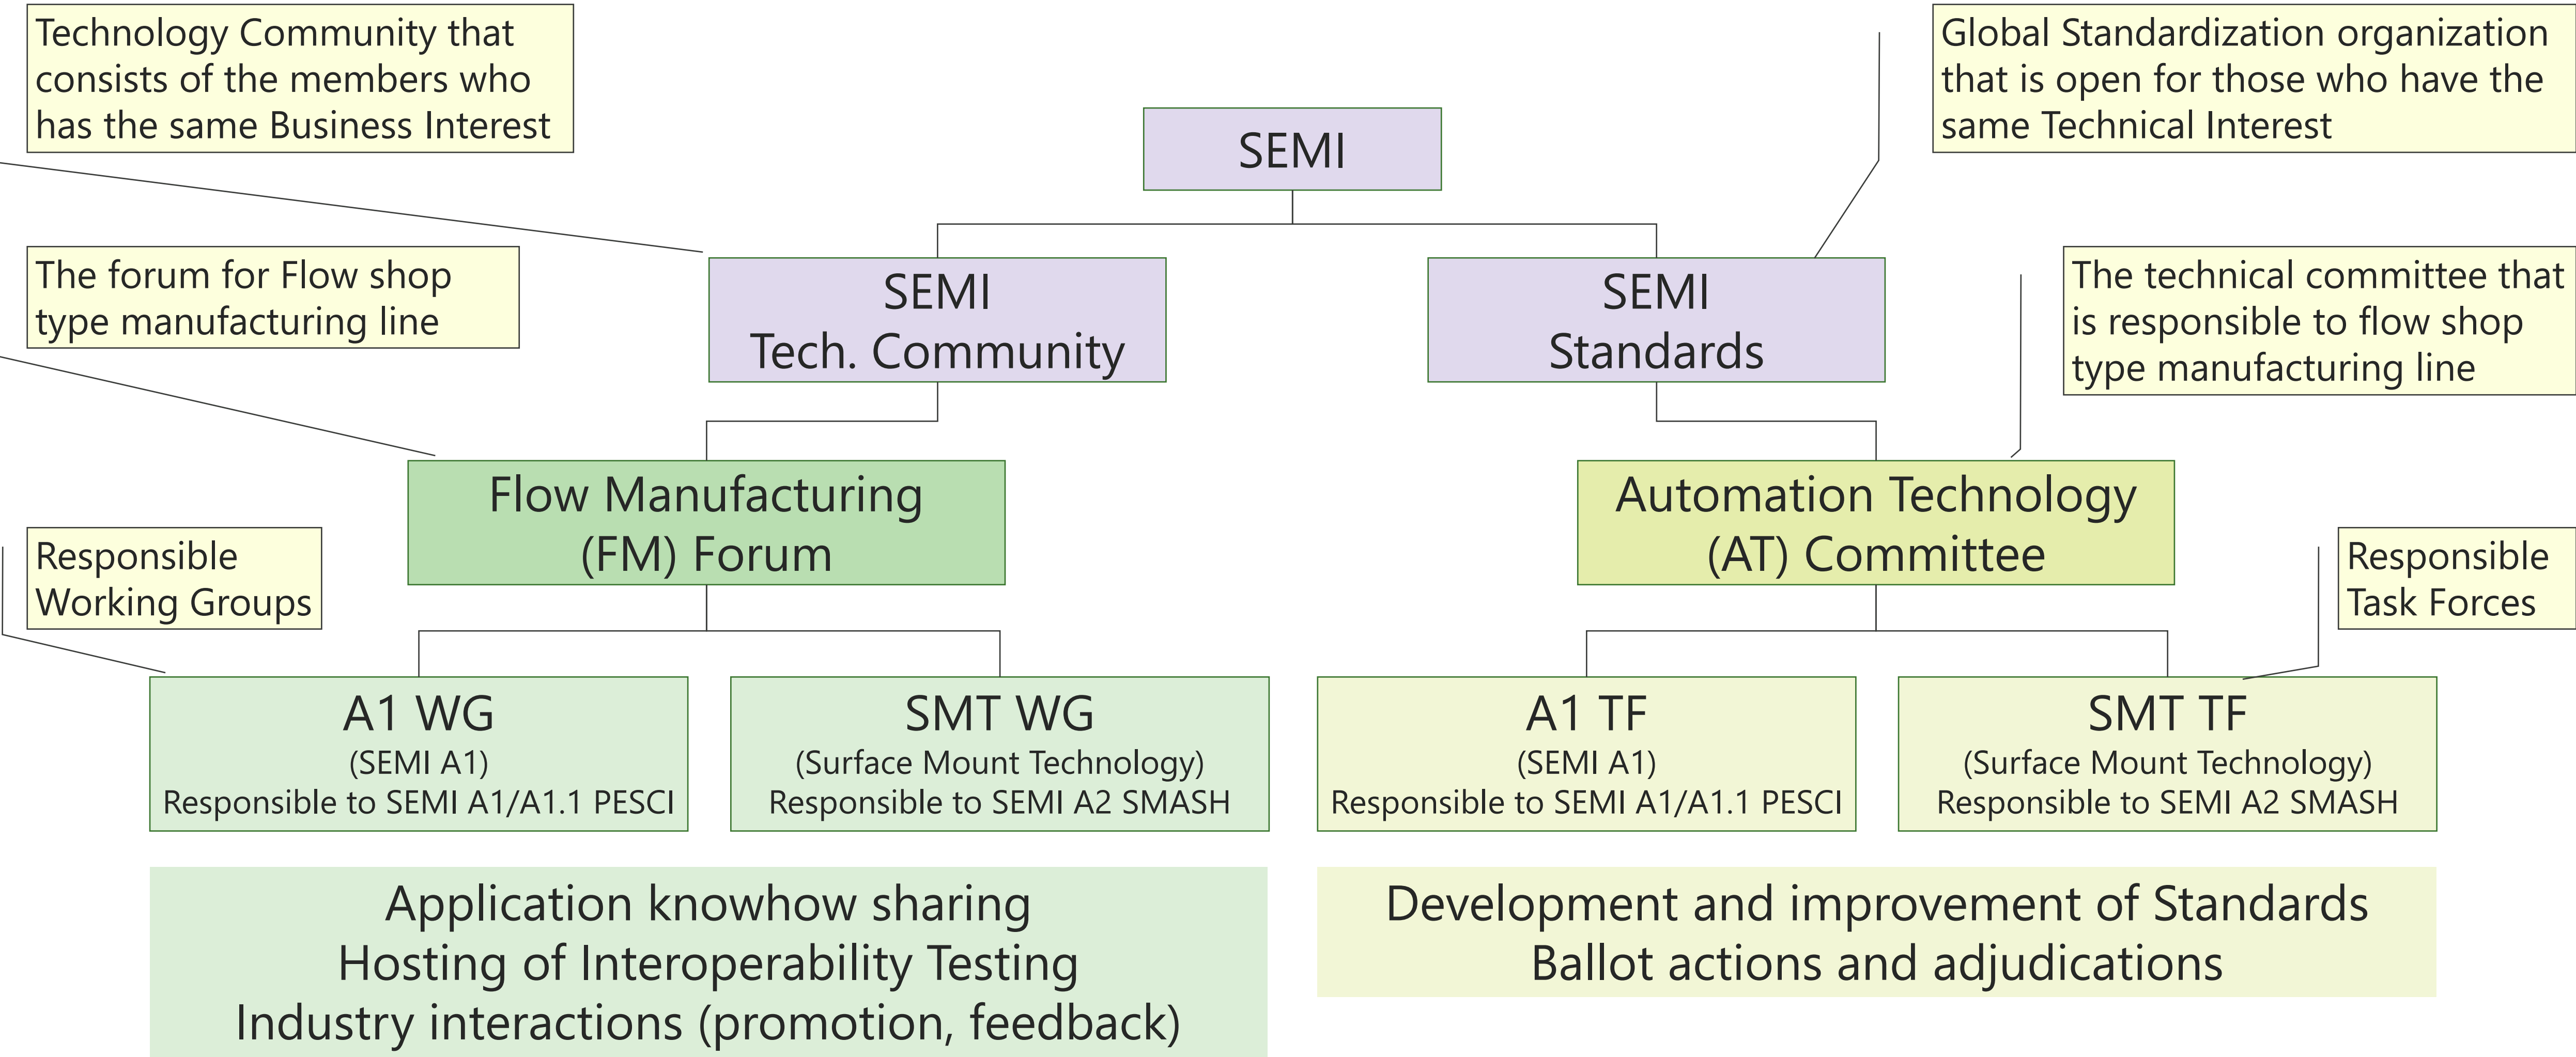 Technology Community that
consists of the members who
has the same Business Interest
Global Standardization organization
that is open for those who have the
same Technical Interest
SEMI
The forum for Flow shop
type manufacturing line
SEMI
Tech. Community
SEMI
Standards
The technical committee that
is responsible to flow shop
type manufacturing line
Responsible
Working Groups
Flow Manufacturing
(FM) Forum
Automation Technology
(AT) Committee
Responsible
Task Forces
A1 WG
(SEMI A1)
Responsible to SEMI A1/A1.1 PESCI
SMT WG
(Surface Mount Technology)
Responsible to SEMI A2 SMASH
A1 TF
(SEMI A1)
Responsible to SEMI A1/A1.1 PESCI
SMT TF
(Surface Mount Technology)
Responsible to SEMI A2 SMASH
Application knowhow sharing
Hosting of Interoperability Testing
Industry interactions (promotion, feedback)
Development and improvement of Standards
Ballot actions and adjudications